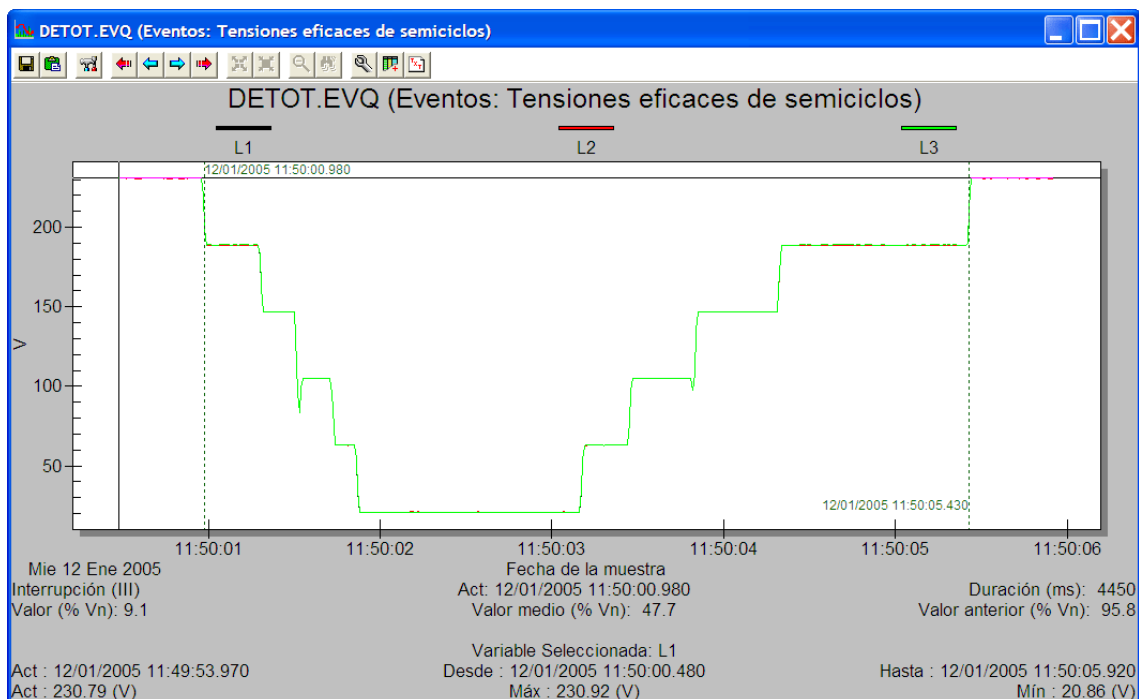 DETOT.EVQ (Eventos: Tensiones eficaces de semiciclos)
DETOT.EVQ (Eventos: Tensiones eficaces de semiciclos)
L1 L2 L3
12/01/2005 11:50:00.980
200
150
V
100
50
12/01/2005 11:50:05.430
11:50:01 11:50:02 11:50:03 11:50:04 11:50:05 11:50:06
Mie 12 Ene 2005 Fecha de la muestra
Interrupción (III) Act: 12/01/2005 11:50:00.980 Duración (ms): 4450
Valor (% Vn): 9.1 Valor medio (% Vn): 47.7 Valor anterior (% Vn): 95.8
Variable Seleccionada: L1
Act : 12/01/2005 11:49:53.970 Desde : 12/01/2005 11:50:00.480 Hasta : 12/01/2005 11:50:05.920
Act : 230.79 (V) Máx : 230.92 (V) Mín : 20.86 (V)